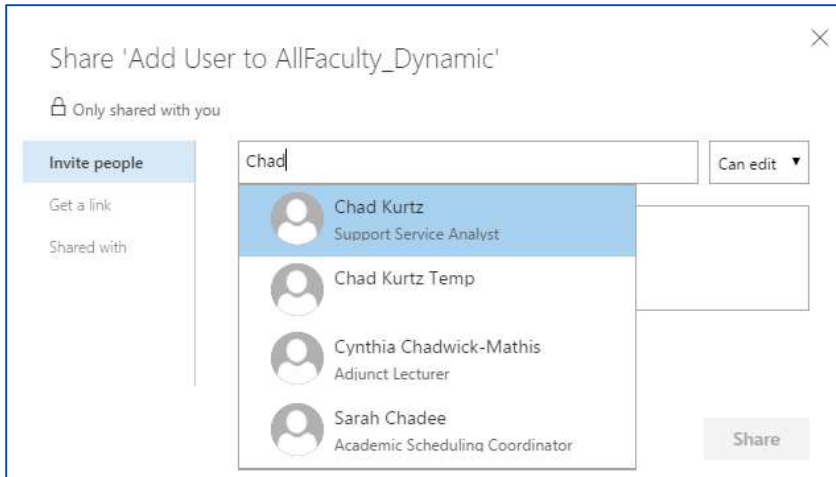 Share 'Add User to AllFaculty_Dynamic'
Only shared with you
Invite people
Get a link
Shared with
Chad
Can edit
Chad Kurtz
Support Service Analyst
Chad Kurtz Temp
Cynthia Chadwick-Mathis
Adjunct Lecturer
Sarah Chadee
Academic Scheduling Coordinator
Share